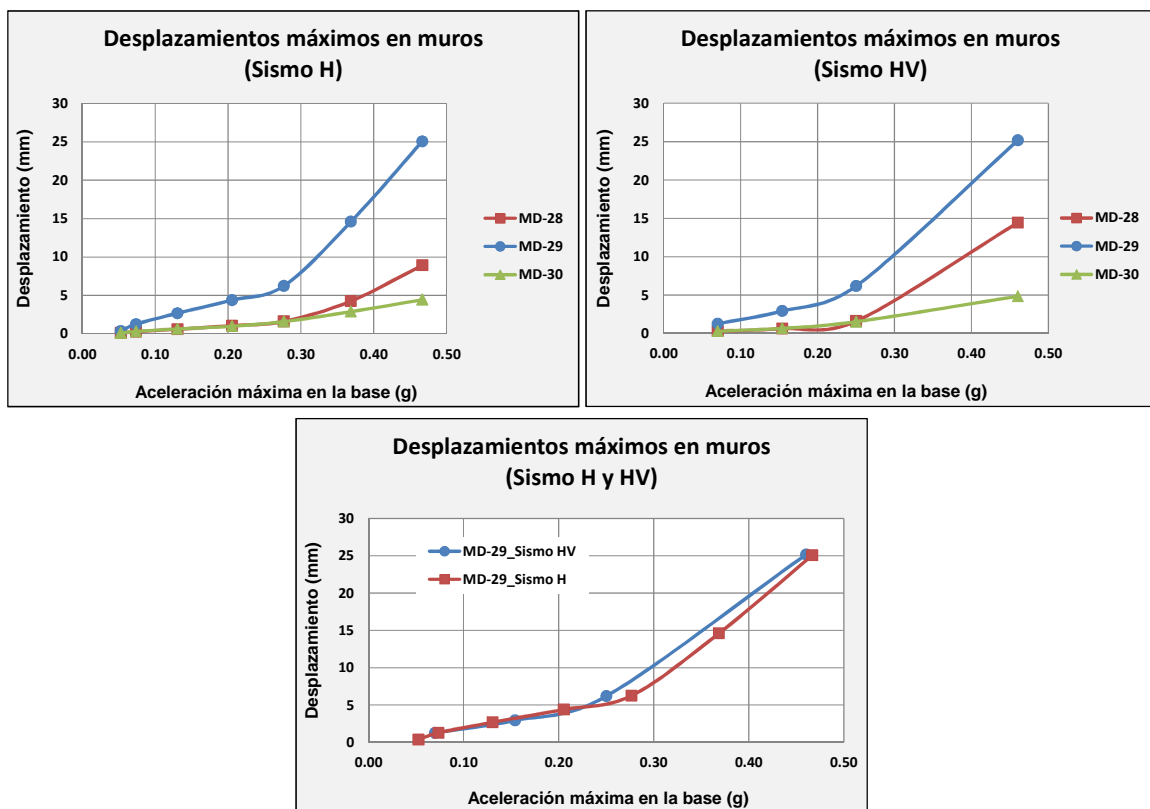 Desplazamientos máximos en muros
(Sismo H)
Desplazamiento (mm)
30
25
20
15
10
5
0
0.00 0.10 0.20 0.30 0.40 0.50
Aceleración máxima en la base (g)
MD-28
MD-29
MD-30
Desplazamientos máximos en muros
(Sismo HV)
Desplazamiento (mm)
30
25
20
15
10
5
0
0.00 0.10 0.20 0.30 0.40 0.50
Aceleración máxima en la base (g)
MD-28
MD-29
MD-30
Desplazamientos máximos en muros
(Sismo H y HV)
Desplazamiento (mm)
30
25
20
15
10
5
0
0.00 0.10 0.20 0.30 0.40 0.50
Aceleración máxima en la base (g)
MD-29_Sismo HV
MD-29_Sismo H